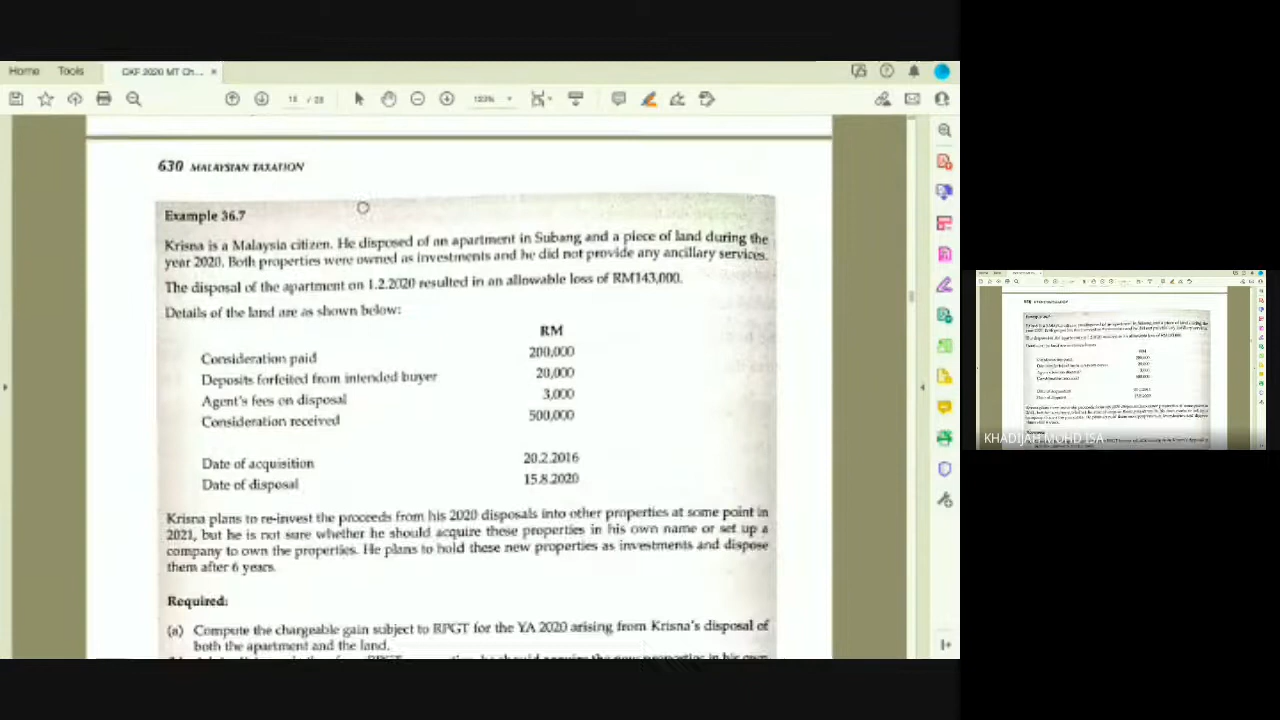 Home Tools CKF 2020 MT Ch... ×
18 / 28
630 MALAYSIAN TAXATION
Example 36.7
Krisna is a Malaysia citizen. He disposed of an apartment in Subang and a piece of land during the
year 2020. Both properties were owned as investments and he did not provide any ancillary services.
The disposal of the apartment on 1.2.2020 resulted in an allowable loss of RM143,000.
Details of the land are as shown below:
RM
Consideration paid 200,000
Deposits forfeited from intended buyer 20,000
Agent's fees on disposal 3,000
Consideration received 500,000
Date of acquisition 20.2.2016
Date of disposal 15.8.2020
Krisna plans to re-invest the proceeds from his 2020 disposals into other properties at some point in
2021, but he is not sure whether he should acquire these properties in his own name or set up a
company to own the properties. He plans to hold these new properties as investments and dispose
them after 6 years.
Required:
(a) Compute the chargeable gain subject to RPGT for the YA 2020 arising from Krisna's disposal of
both the apartment and the land.
KHADIJAH MOHD ISA